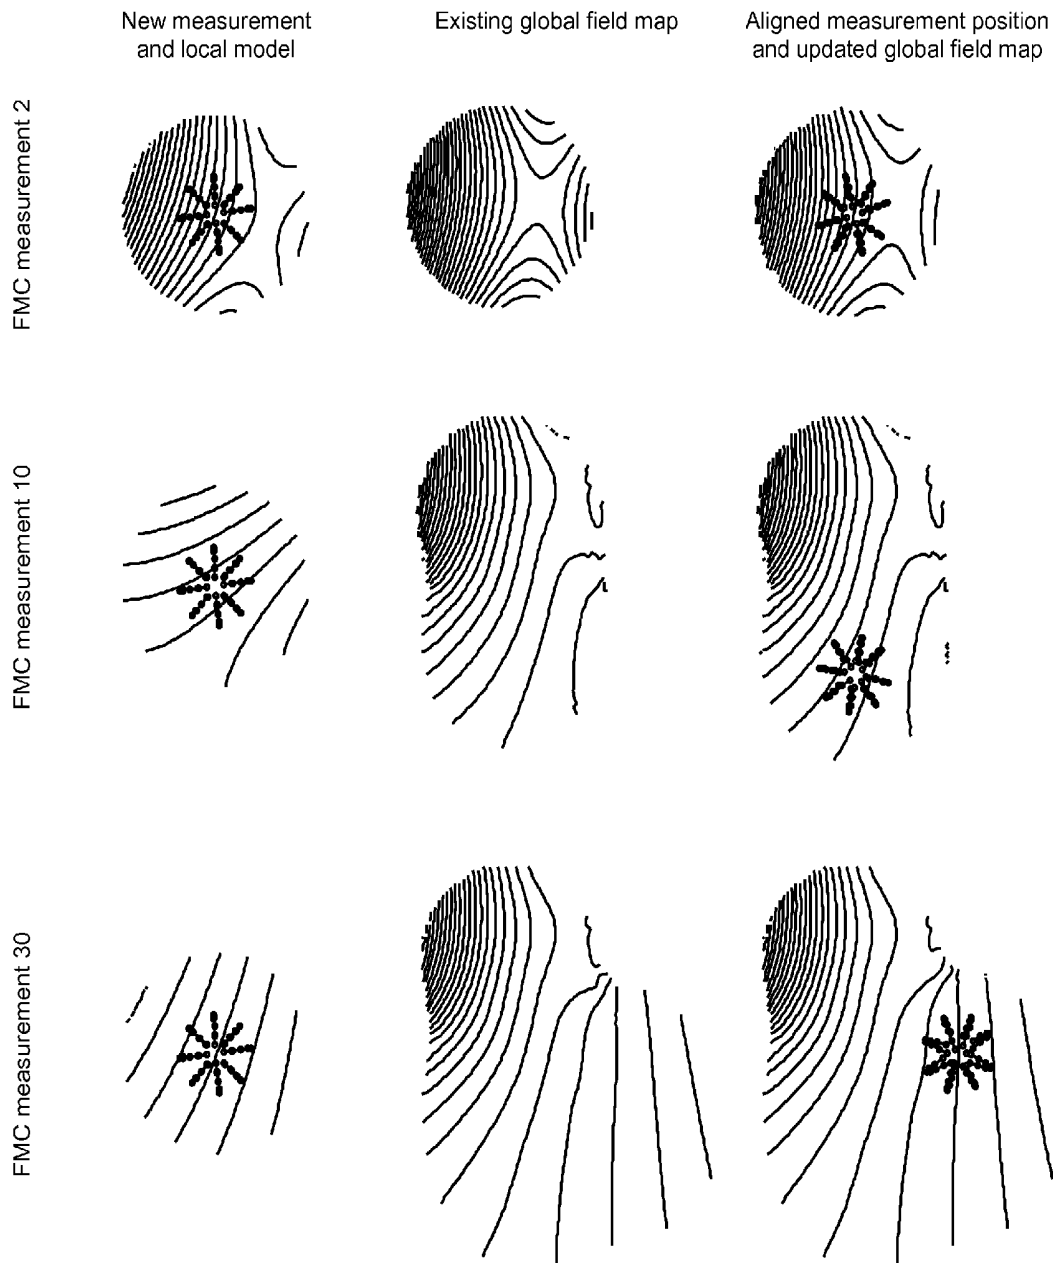 New measurement
and local model
Existing global field map
Aligned measurement position
and updated global field map
FMC measurement 2
FMC measurement 10
FMC measurement 30